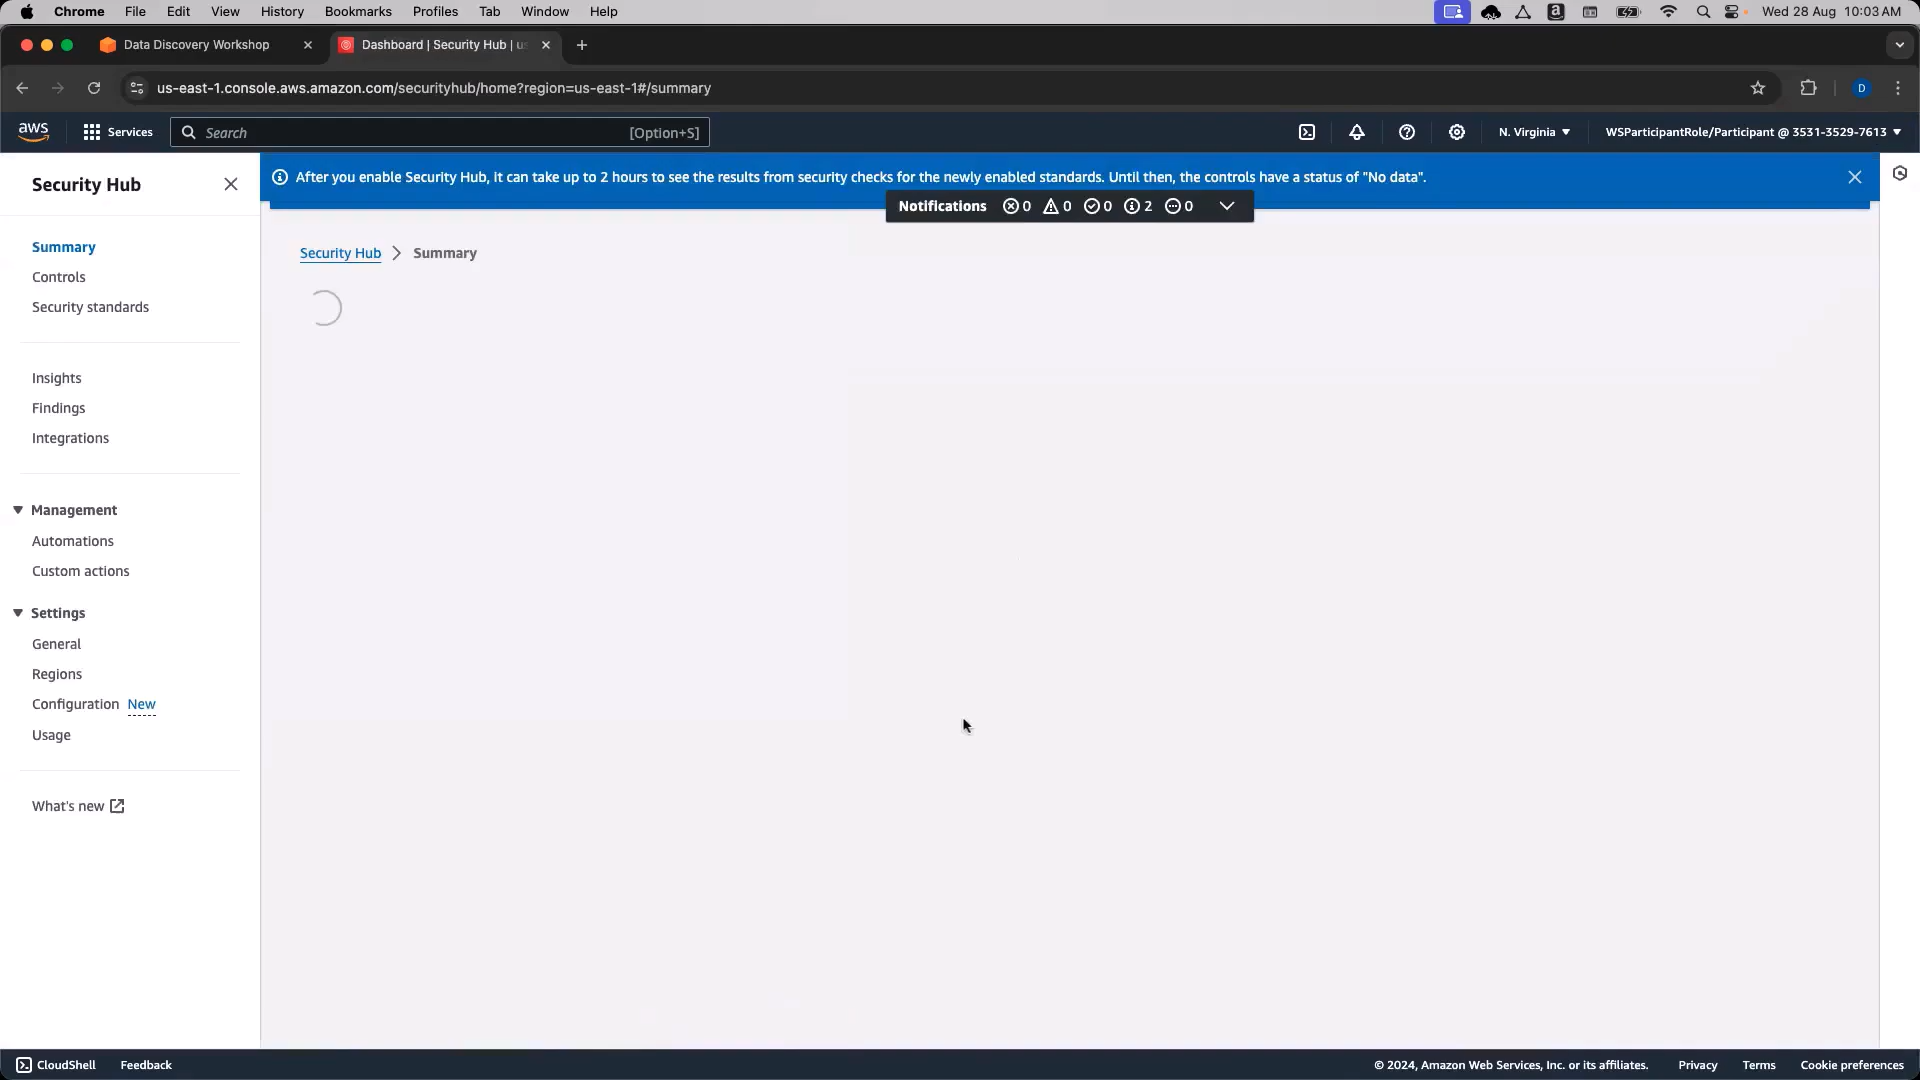 Chrome File Edit View History Bookmarks Profiles Tab Window Help
Wed 28 Aug 10:03 AM
Data Discovery Workshop
Dashboard | Security Hub | us
us-east-1.console.aws.amazon.com/securityhub/home?region=us-east-1#/summary
D
aws
Services
Search
[Option+S]
N. Virginia
WSParticipantRole/Participant @ 3531-3529-7613
Security Hub
After you enable Security Hub, it can take up to 2 hours to see the results from security checks for the newly enabled standards. Until then, the controls have a status of "No data".
Notifications 0 0 0 2 0
Security Hub > Summary
Summary
Controls
Security standards
Insights
Findings
Integrations
Management
Automations
Custom actions
Settings
General
Regions
Configuration New
Usage
What's new
CloudShell
Feedback
© 2024, Amazon Web Services, Inc. or its affiliates.
Privacy
Terms
Cookie preferences